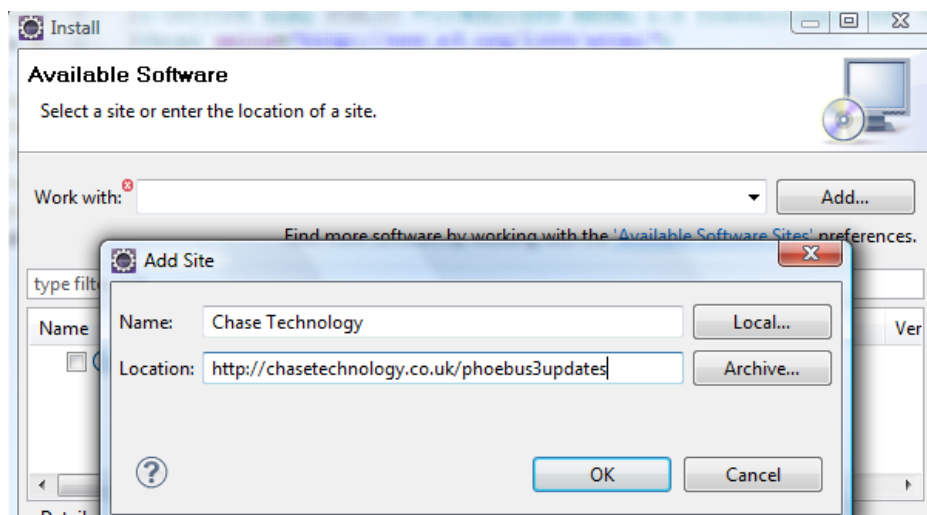 Install
Available Software
Select a site or enter the location of a site.
Work with:
Add...
Find more software by working with the 'Available Software Sites' preferences.
Add Site
type filt
Name: Chase Technology Local...
Name Ver
Location: http://chasetechnology.co.uk/phoebus3updates Archive...
?
OK Cancel